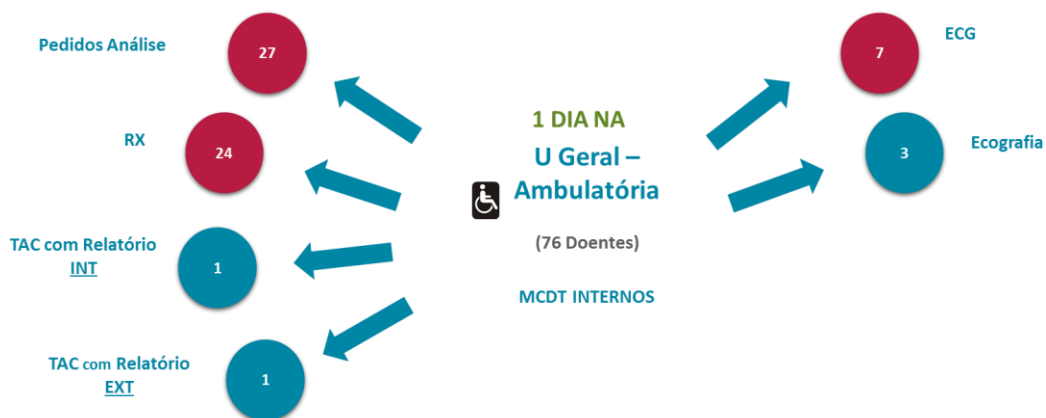 Pedidos Análise
27
RX
24
TAC com Relatório
INT
1
TAC com Relatório
EXT
1
1 DIA NA
U Geral –
Ambulatória
(76 Doentes)
MCDT INTERNOS
7
ECG
3
Ecografia